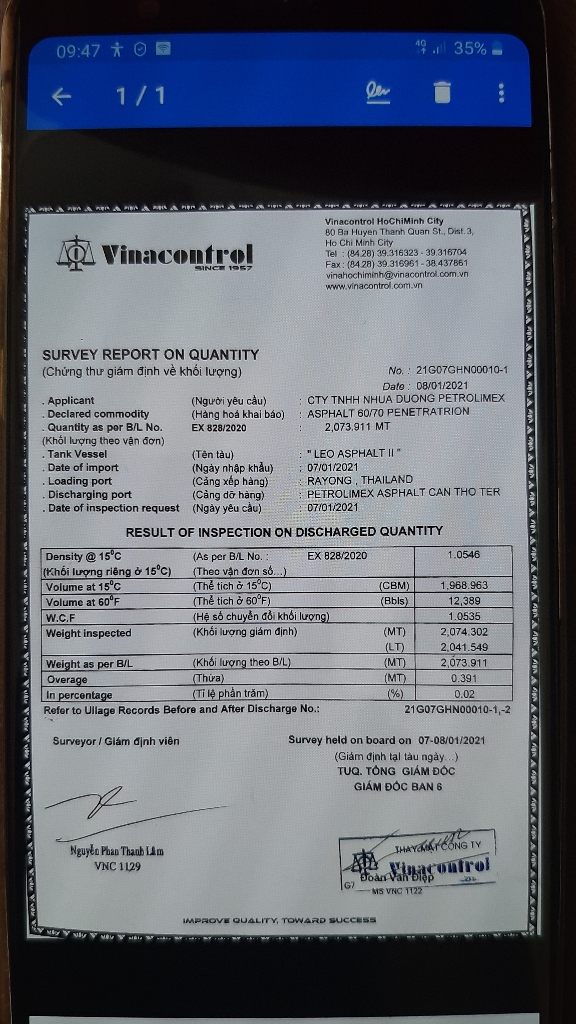 09:47 4G 35%
1 / 1
Vinacontrol
SINCE 1957
Vinacontrol HoChiMinh City
80 Ba Huyen Thanh Quan St., Dist.3,
Ho Chi Minh City
Tel : (84.28) 39.316323 - 39.316704
Fax : (84.28) 39.316961 - 38.437861
vinahochiminh@vinacontrol.com.vn
www.vinacontrol.com.vn
SURVEY REPORT ON QUANTITY
(Chứng thư giám định về khối lượng)
No. : 21G07GHN00010-1
Date : 08/01/2021
. Applicant (Người yêu cầu) : CTY TNHH NHUA DUONG PETROLIMEX
. Declared commodity (Hàng hoá khai báo) : ASPHALT 60/70 PENETRATRION
. Quantity as per B/L No. EX 828/2020 : 2,073.911 MT
(Khối lượng theo vận đơn)
. Tank Vessel (Tên tàu) : " LEO ASPHALT II "
. Date of import (Ngày nhập khẩu) : 07/01/2021
. Loading port (Cảng xếp hàng) : RAYONG , THAILAND
. Discharging port (Cảng dỡ hàng) : PETROLIMEX ASPHALT CAN THO TER
. Date of inspection request (Ngày yêu cầu) : 07/01/2021
RESULT OF INSPECTION ON DISCHARGED QUANTITY
Density @ 15⁰C (As per B/L No. : EX 828/2020 1.0546
(Khối lượng riêng ở 15⁰C) (Theo vận đơn số...)
Volume at 15⁰C (Thể tích ở 15⁰C) (CBM) 1,968.963
Volume at 60⁰F (Thể tích ở 60⁰F) (Bbls) 12,389
W.C.F (Hệ số chuyển đổi khối lượng) 1.0535
Weight inspected (Khối lượng giám định) (MT) 2,074.302
(LT) 2,041.549
Weight as per B/L (Khối lượng theo B/L) (MT) 2,073.911
Overage (Thừa) (MT) 0.391
In percentage (Tỉ lệ phần trăm) (%) 0.02
Refer to Ullage Records Before and After Discharge No.: 21G07GHN00010-1,-2
Surveyor / Giám định viên
Survey held on board on 07-08/01/2021
(Giám định tại tàu ngày...)
TUQ. TỔNG GIÁM ĐỐC
GIÁM ĐỐC BAN 6
Nguyễn Phan Thanh Lâm
VNC 1129
THAY MẶT CÔNG TY
Vinacontrol
G7 Đoàn Văn Điệp
MS VNC 1122
IMPROVE QUALITY, TOWARD SUCCESS